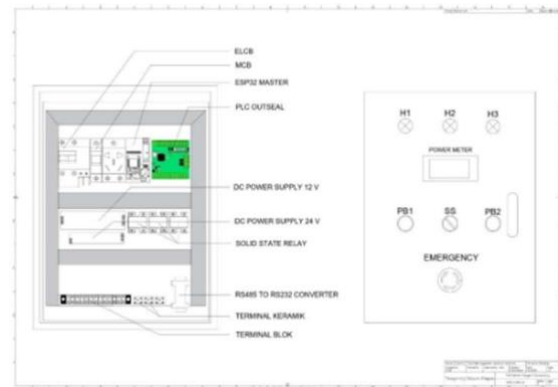 ELCB
MCB
ESP32 MASTER
PLC OUTSEAL
DC POWER SUPPLY 12 V
DC POWER SUPPLY 24 V
SOLID STATE RELAY
RS485 TO RS232 CONVERTER
TERMINAL KERAMIK
TERMINAL BLOK
H1 H2 H3
POWER METER
PB1 SS PB2
EMERGENCY